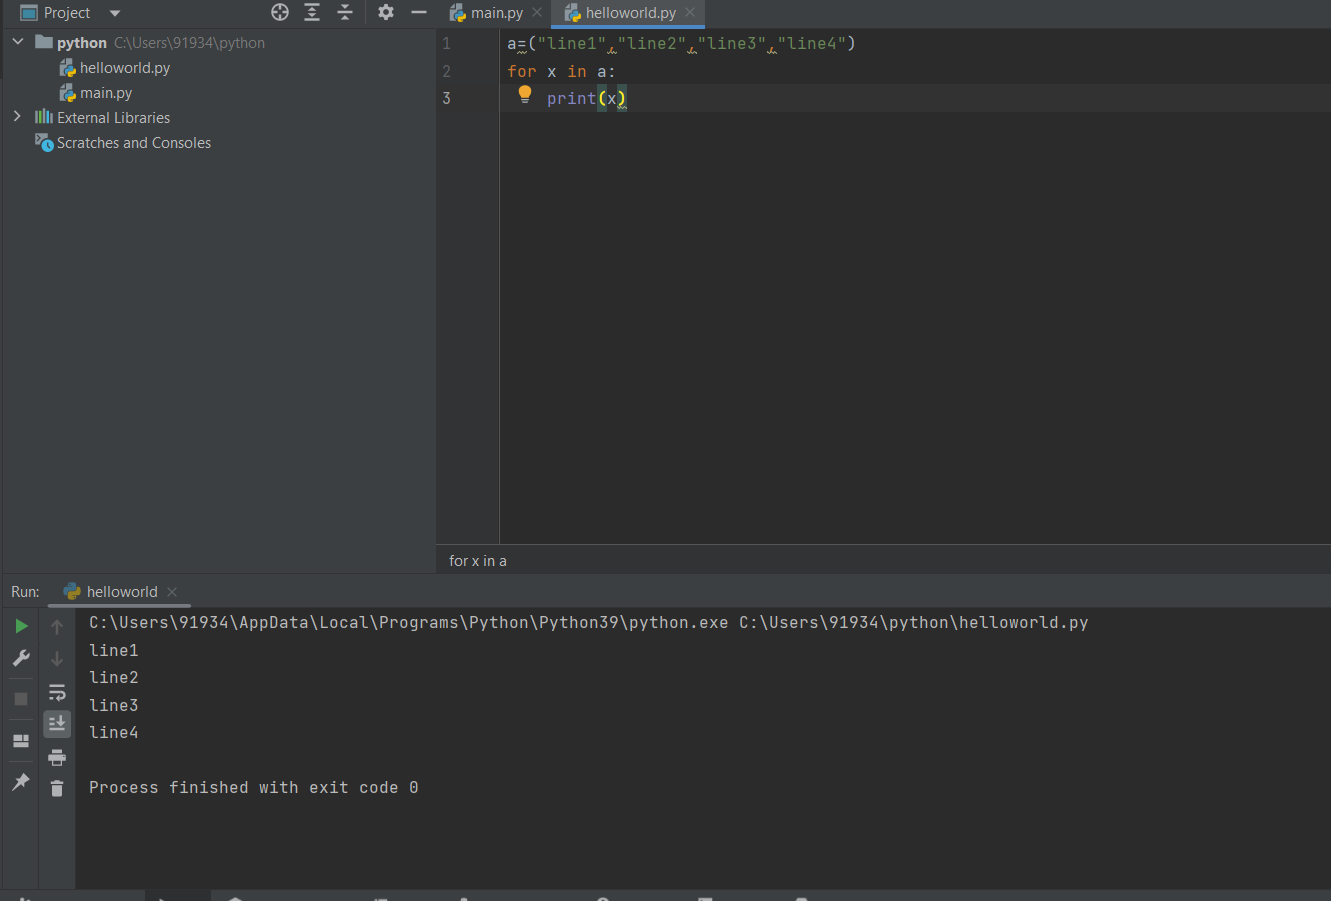 Project
main.py
helloworld.py
python C:\Users\91934\python
helloworld.py
main.py
External Libraries
Scratches and Consoles
1 a=("line1","line2","line3","line4")
2 for x in a:
3 print(x)
for x in a
Run: helloworld
C:\Users\91934\AppData\Local\Programs\Python\Python39\python.exe C:\Users\91934\python\helloworld.py
line1
line2
line3
line4
Process finished with exit code 0